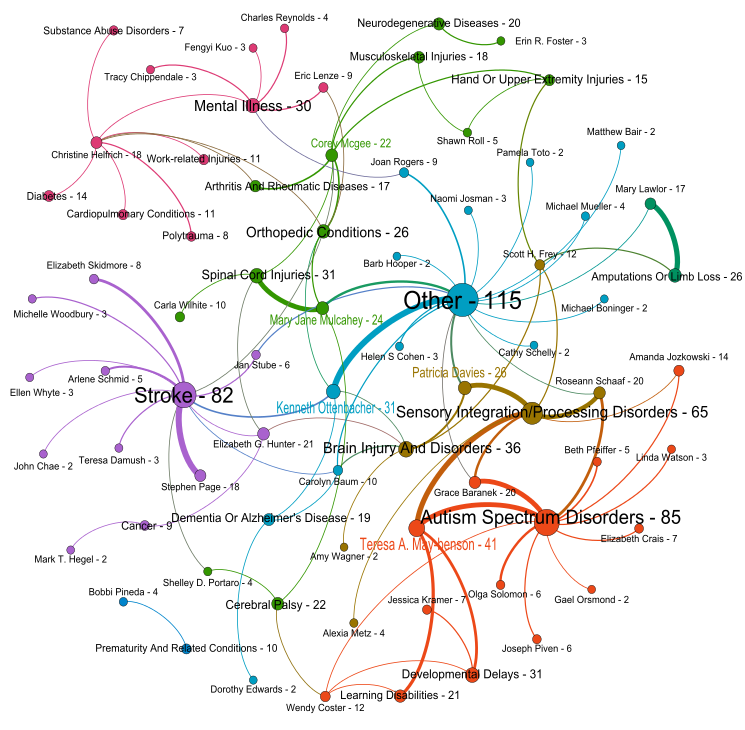 Charles Reynolds - 4
Neurodegenerative Diseases - 20
Substance Abuse Disorders - 7
Erin R. Foster - 3
Fengyi Kuo - 3
Musculoskeletal Injuries - 18
Tracy Chippendale - 3
Eric Lenze - 9
Hand Or Upper Extremity Injuries - 15
Mental Illness - 30
Matthew Bair - 2
Corey Mcgee - 22
Shawn Roll - 5
Christine Helfrich - 18
Work-related Injuries - 11
Joan Rogers - 9
Pamela Toto - 2
Arthritis And Rheumatic Diseases - 17
Mary Lawlor - 17
Diabetes - 14
Naomi Josman - 3
Michael Mueller - 4
Cardiopulmonary Conditions - 11
Polytrauma - 8
Orthopedic Conditions - 26
Scott H. Frey - 12
Barb Hooper - 2
Elizabeth Skidmore - 8
Spinal Cord Injuries - 31
Amputations Or Limb Loss - 26
Other - 115
Michelle Woodbury - 3
Carla Wilhite - 10
Mary Jane Mulcahey - 24
Michael Boninger - 2
Helen S Cohen - 3
Cathy Schelly - 2
Jan Stube - 6
Amanda Jozkowski - 14
Arlene Schmid - 5
Patricia Davies - 25
Roseann Schaaf - 20
Ellen Whyte - 3
Stroke - 82
Kenneth Ottenbacher - 31
Sensory Integration/Processing Disorders - 65
Elizabeth G. Hunter - 21
Brain Injury And Disorders - 36
Beth Pfeiffer - 5
Linda Watson - 3
John Chae - 2
Teresa Damush - 3
Carolyn Baum - 10
Stephen Page - 18
Grace Baranek - 20
Cancer - 9
Dementia Or Alzheimer's Disease - 19
Autism Spectrum Disorders - 85
Elizabeth Crais - 7
Teresa A. May-benson - 41
Mark T. Hegel - 2
Amy Wagner - 2
Shelley D. Portaro - 4
Bobbi Pineda - 4
Cerebral Palsy - 22
Jessica Kramer - 7
Olga Solomon - 6
Gael Orsmond - 2
Alexia Metz - 4
Prematurity And Related Conditions - 10
Joseph Piven - 6
Developmental Delays - 31
Dorothy Edwards - 2
Learning Disabilities - 21
Wendy Coster - 12